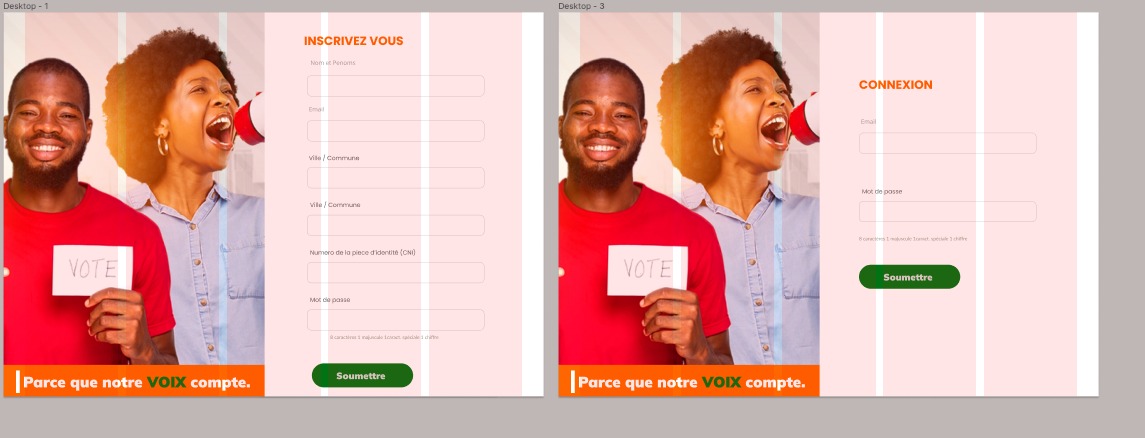 Desktop - 1
INSCRIVEZ VOUS
Nom et Penoms
Email
Ville / Commune
Ville / Commune
Numero de la piece d'identité (CNI)
Mot de passe
8 caractères 1 majuscule 1 caract. spéciale 1 chiffre
Soumettre
VOTE
Parce que notre VOIX compte.
Desktop - 3
CONNEXION
Email
Mot de passe
8 caractères 1 majuscule 1 caract. spéciale 1 chiffre
Soumettre
VOTE
Parce que notre VOIX compte.